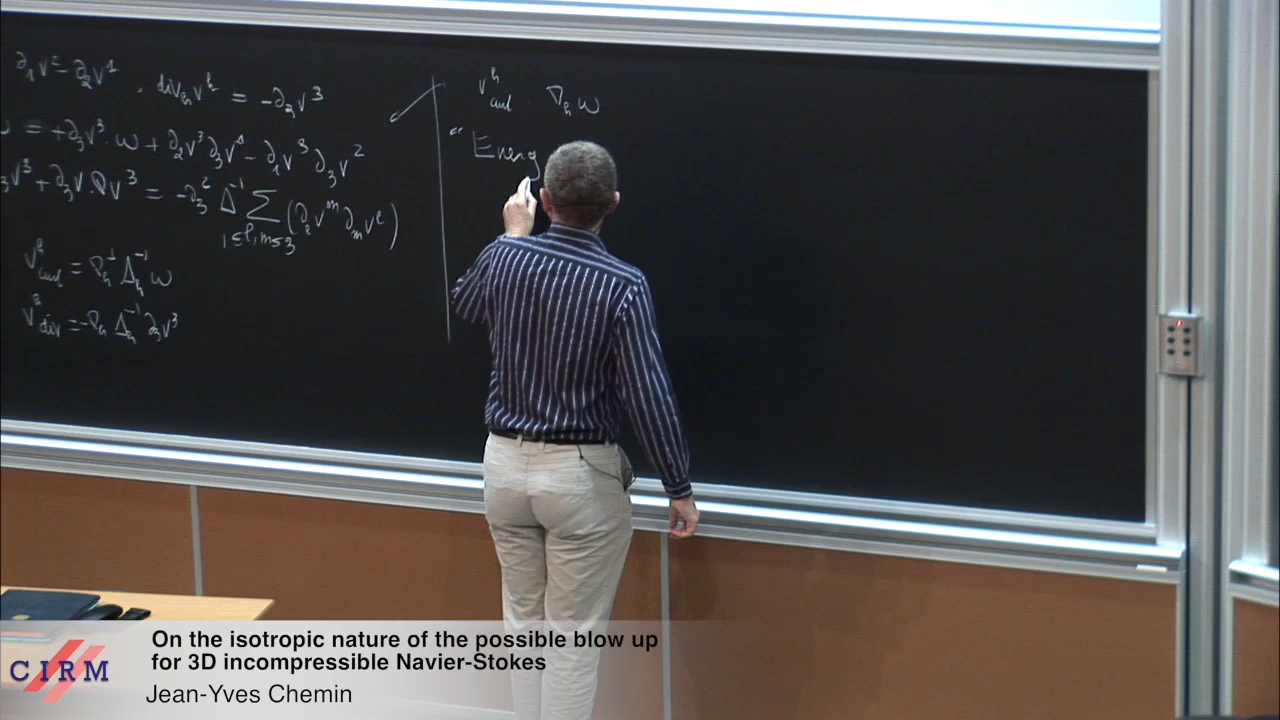 ∂₁v² − ∂₂v¹ , div_h v^h = −∂₃v³
= +∂₃v³·ω + ∂₂v³∂₃v¹ − ∂₁v³∂₃v²
v³ + ∂₃v·∇v³ = −∂₃² Δ⁻¹ Σ (∂_ℓ v^m ∂_m v^ℓ)
1≤ℓ,m≤3
v^h_curl = ∇_h^⊥ Δ_h⁻¹ ω
v^h_div = −∇_h Δ_h⁻¹ ∂₃v³
v^h_curl · ∇_h ω
“Energ
On the isotropic nature of the possible blow up
for 3D incompressible Navier-Stokes
CIRM
Jean-Yves Chemin